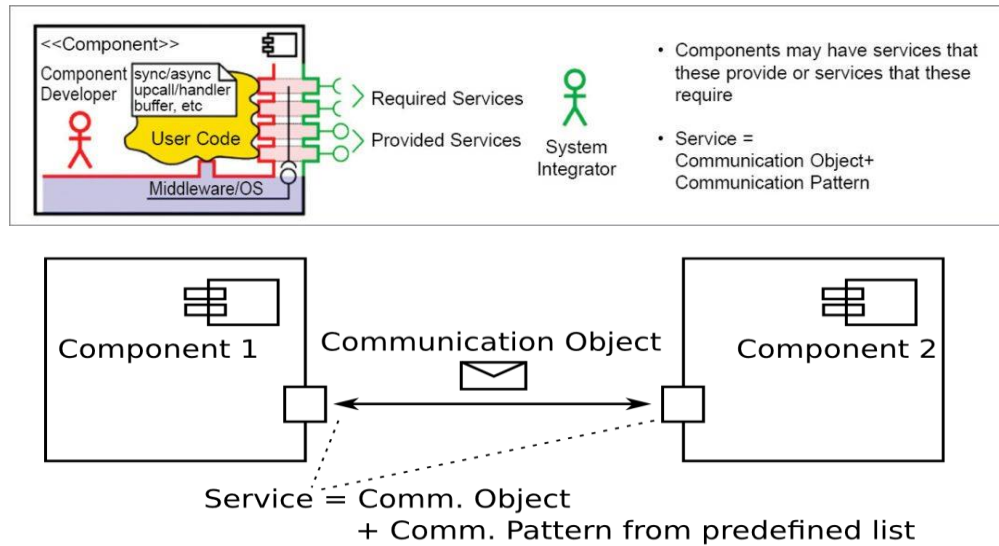 <<Component>>
Component
Developer
sync/async
upcall/handler
buffer, etc
User Code
Middleware/OS
Required Services
Provided Services
System
Integrator
• Components may have services that
these provide or services that these
require
• Service =
Communication Object+
Communication Pattern
Component 1
Communication Object
Component 2
Service = Comm. Object
+ Comm. Pattern from predefined list